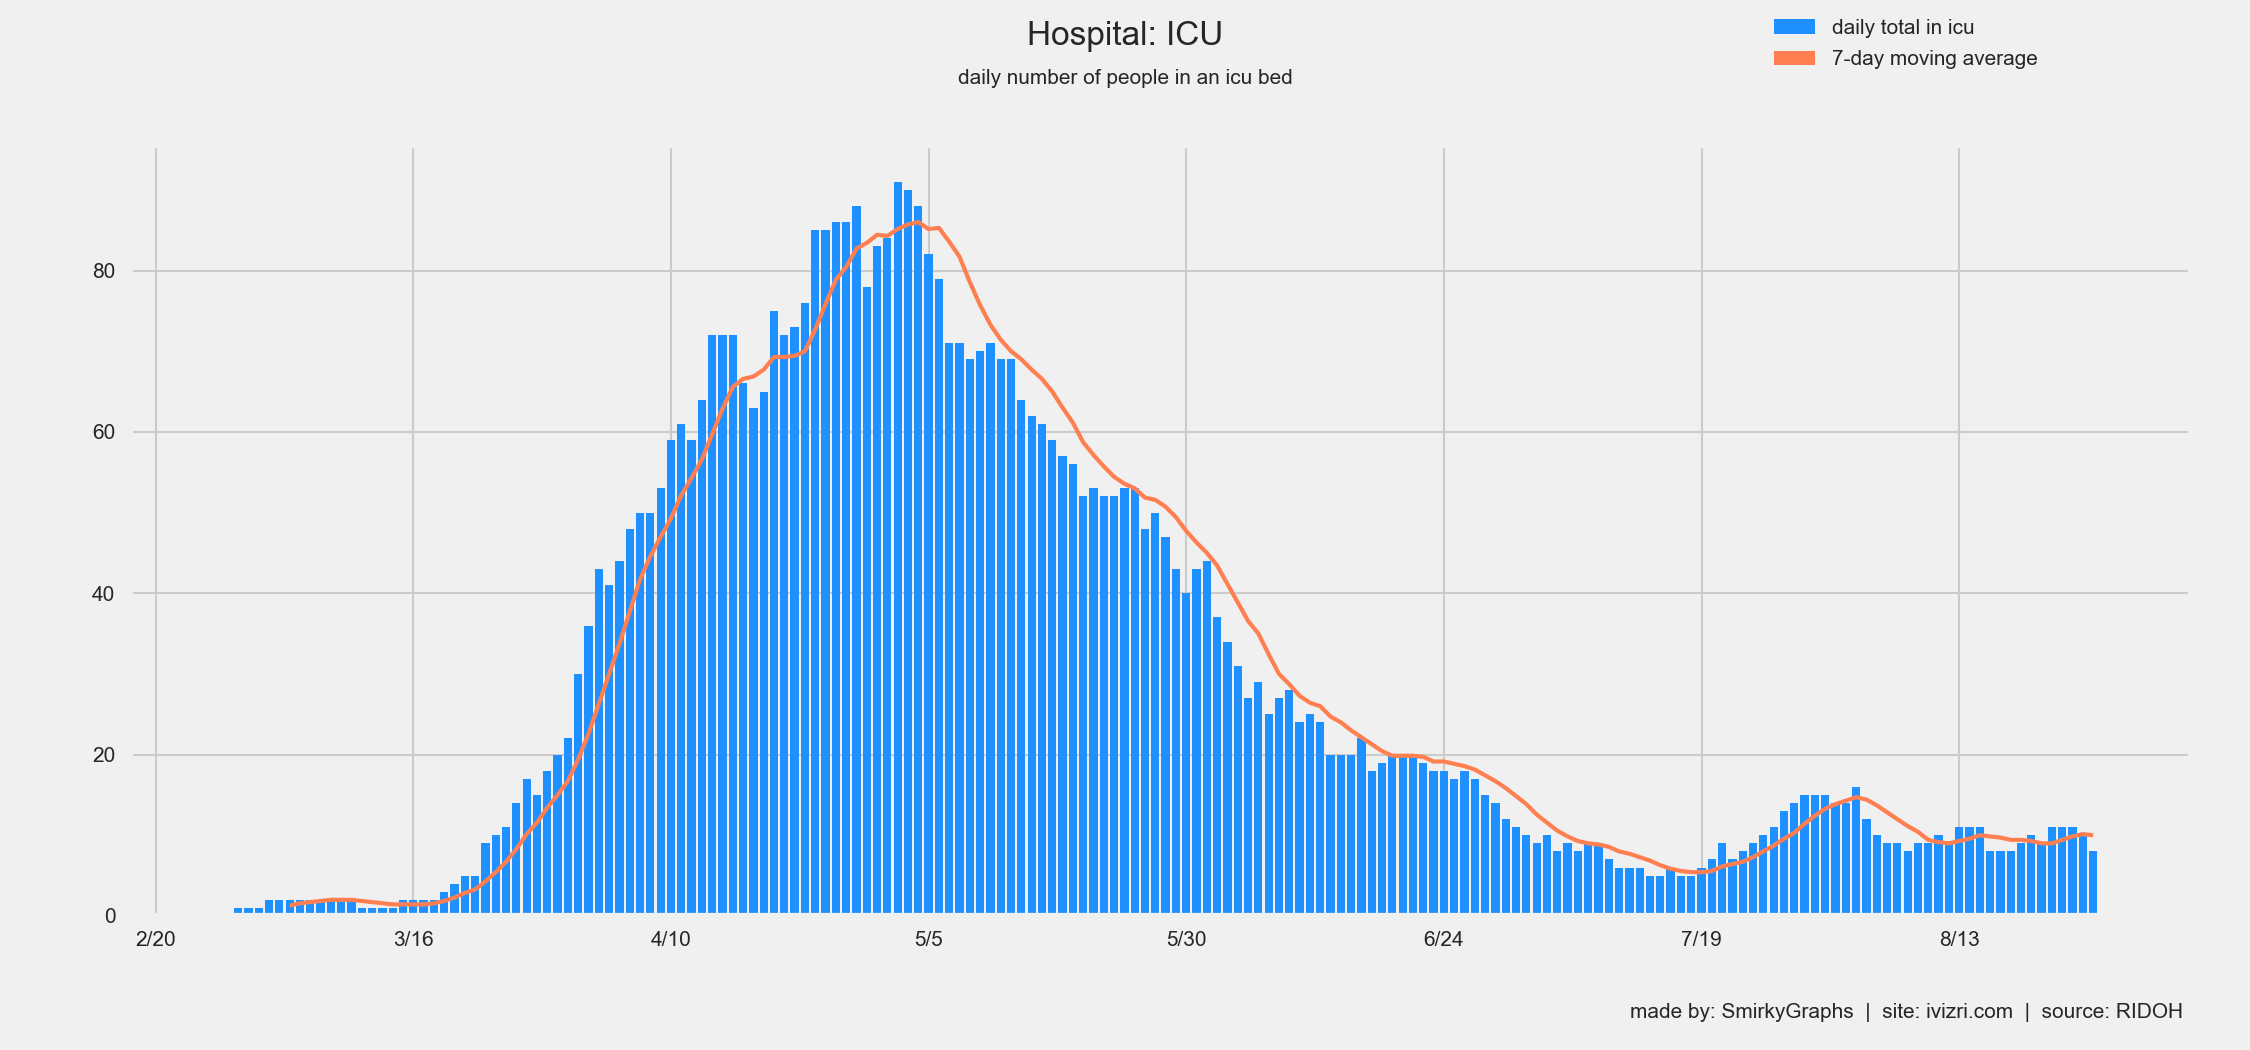 Hospital: ICU
daily number of people in an icu bed
daily total in icu
7-day moving average
80
60
40
20
0
2/20 3/16 4/10 5/5 5/30 6/24 7/19 8/13
made by: SmirkyGraphs | site: ivizri.com | source: RIDOH